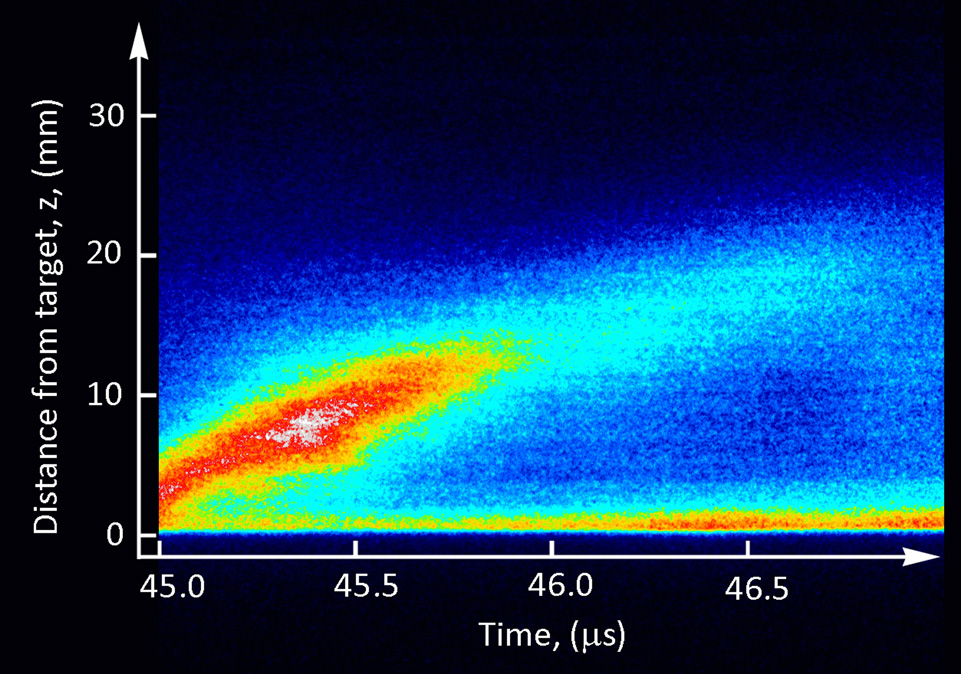 Distance from target, z, (mm)
30
20
10
0
45.0 45.5 46.0 46.5
Time, (μs)